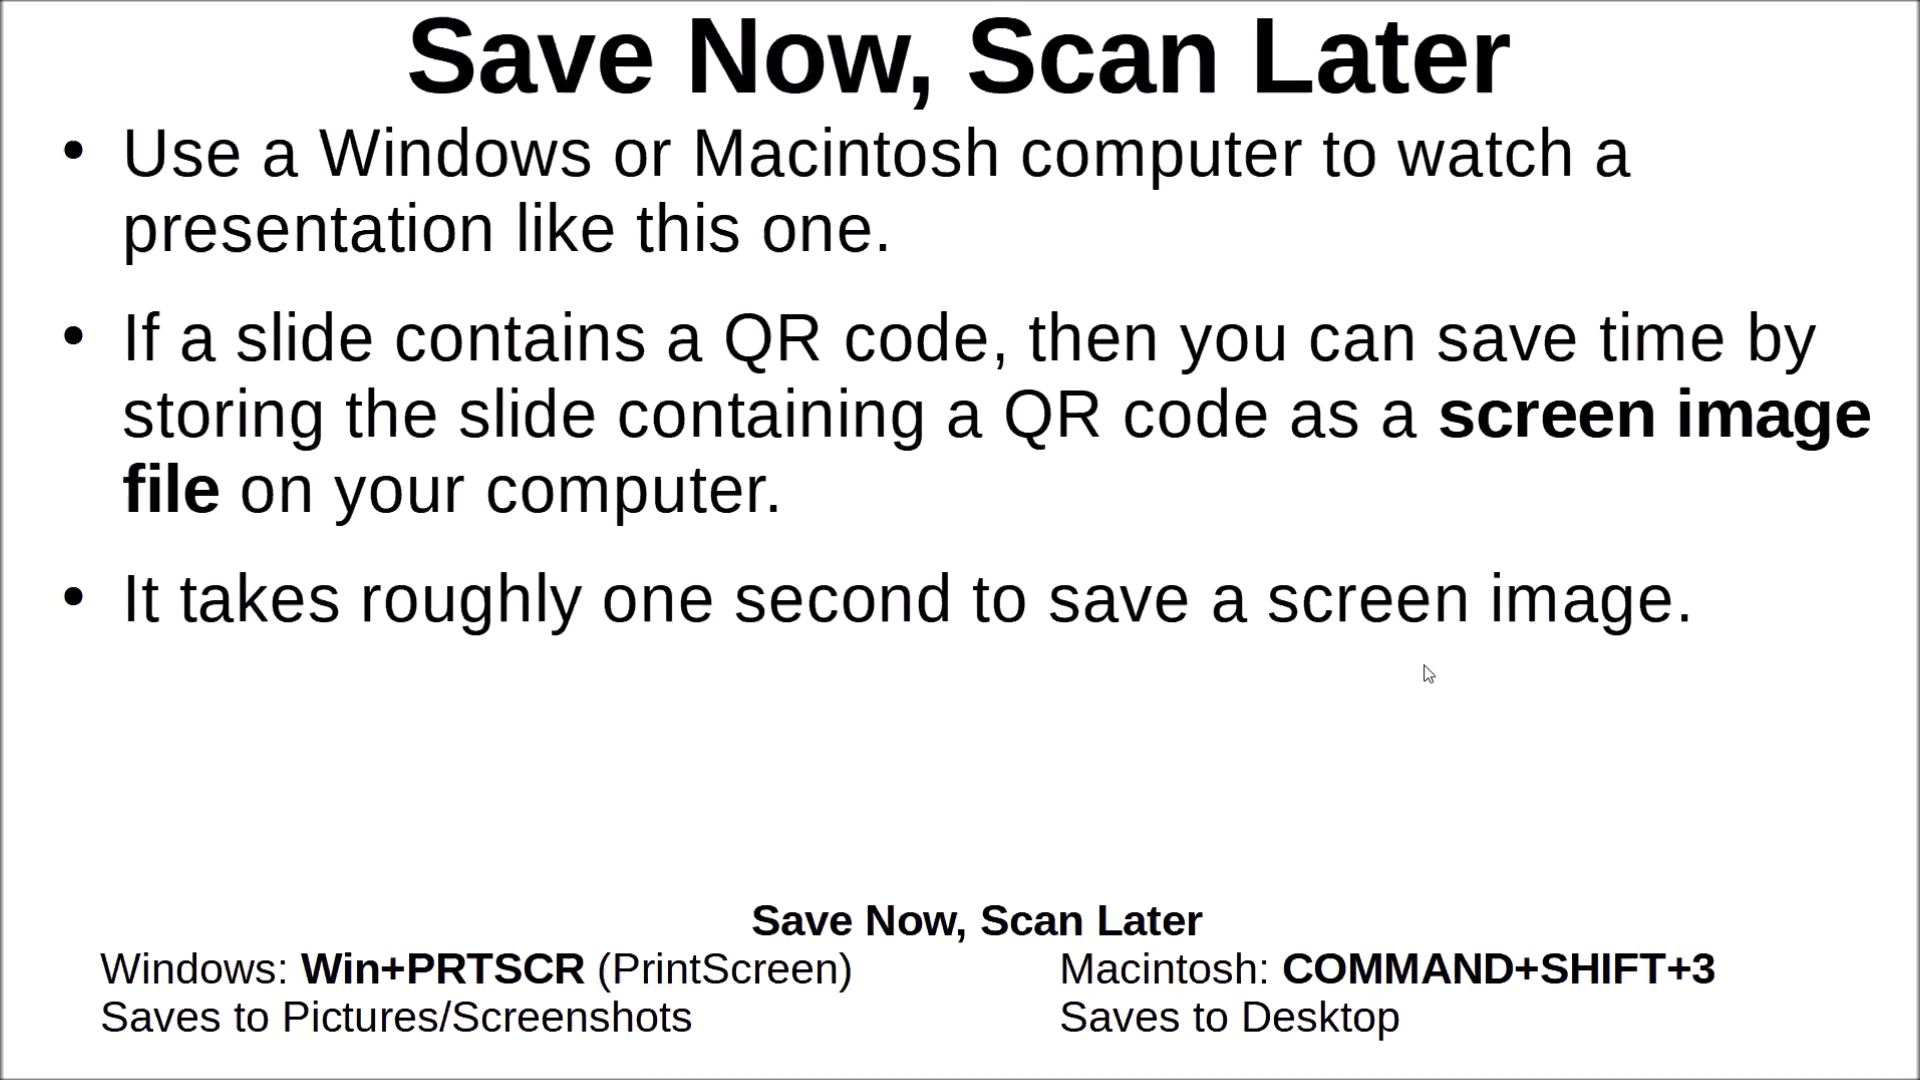 Save Now, Scan Later
• Use a Windows or Macintosh computer to watch a
presentation like this one.
• If a slide contains a QR code, then you can save time by
storing the slide containing a QR code as a screen image
file on your computer.
• It takes roughly one second to save a screen image.
Save Now, Scan Later
Windows: Win+PRTSCR (PrintScreen)
Saves to Pictures/Screenshots
Macintosh: COMMAND+SHIFT+3
Saves to Desktop